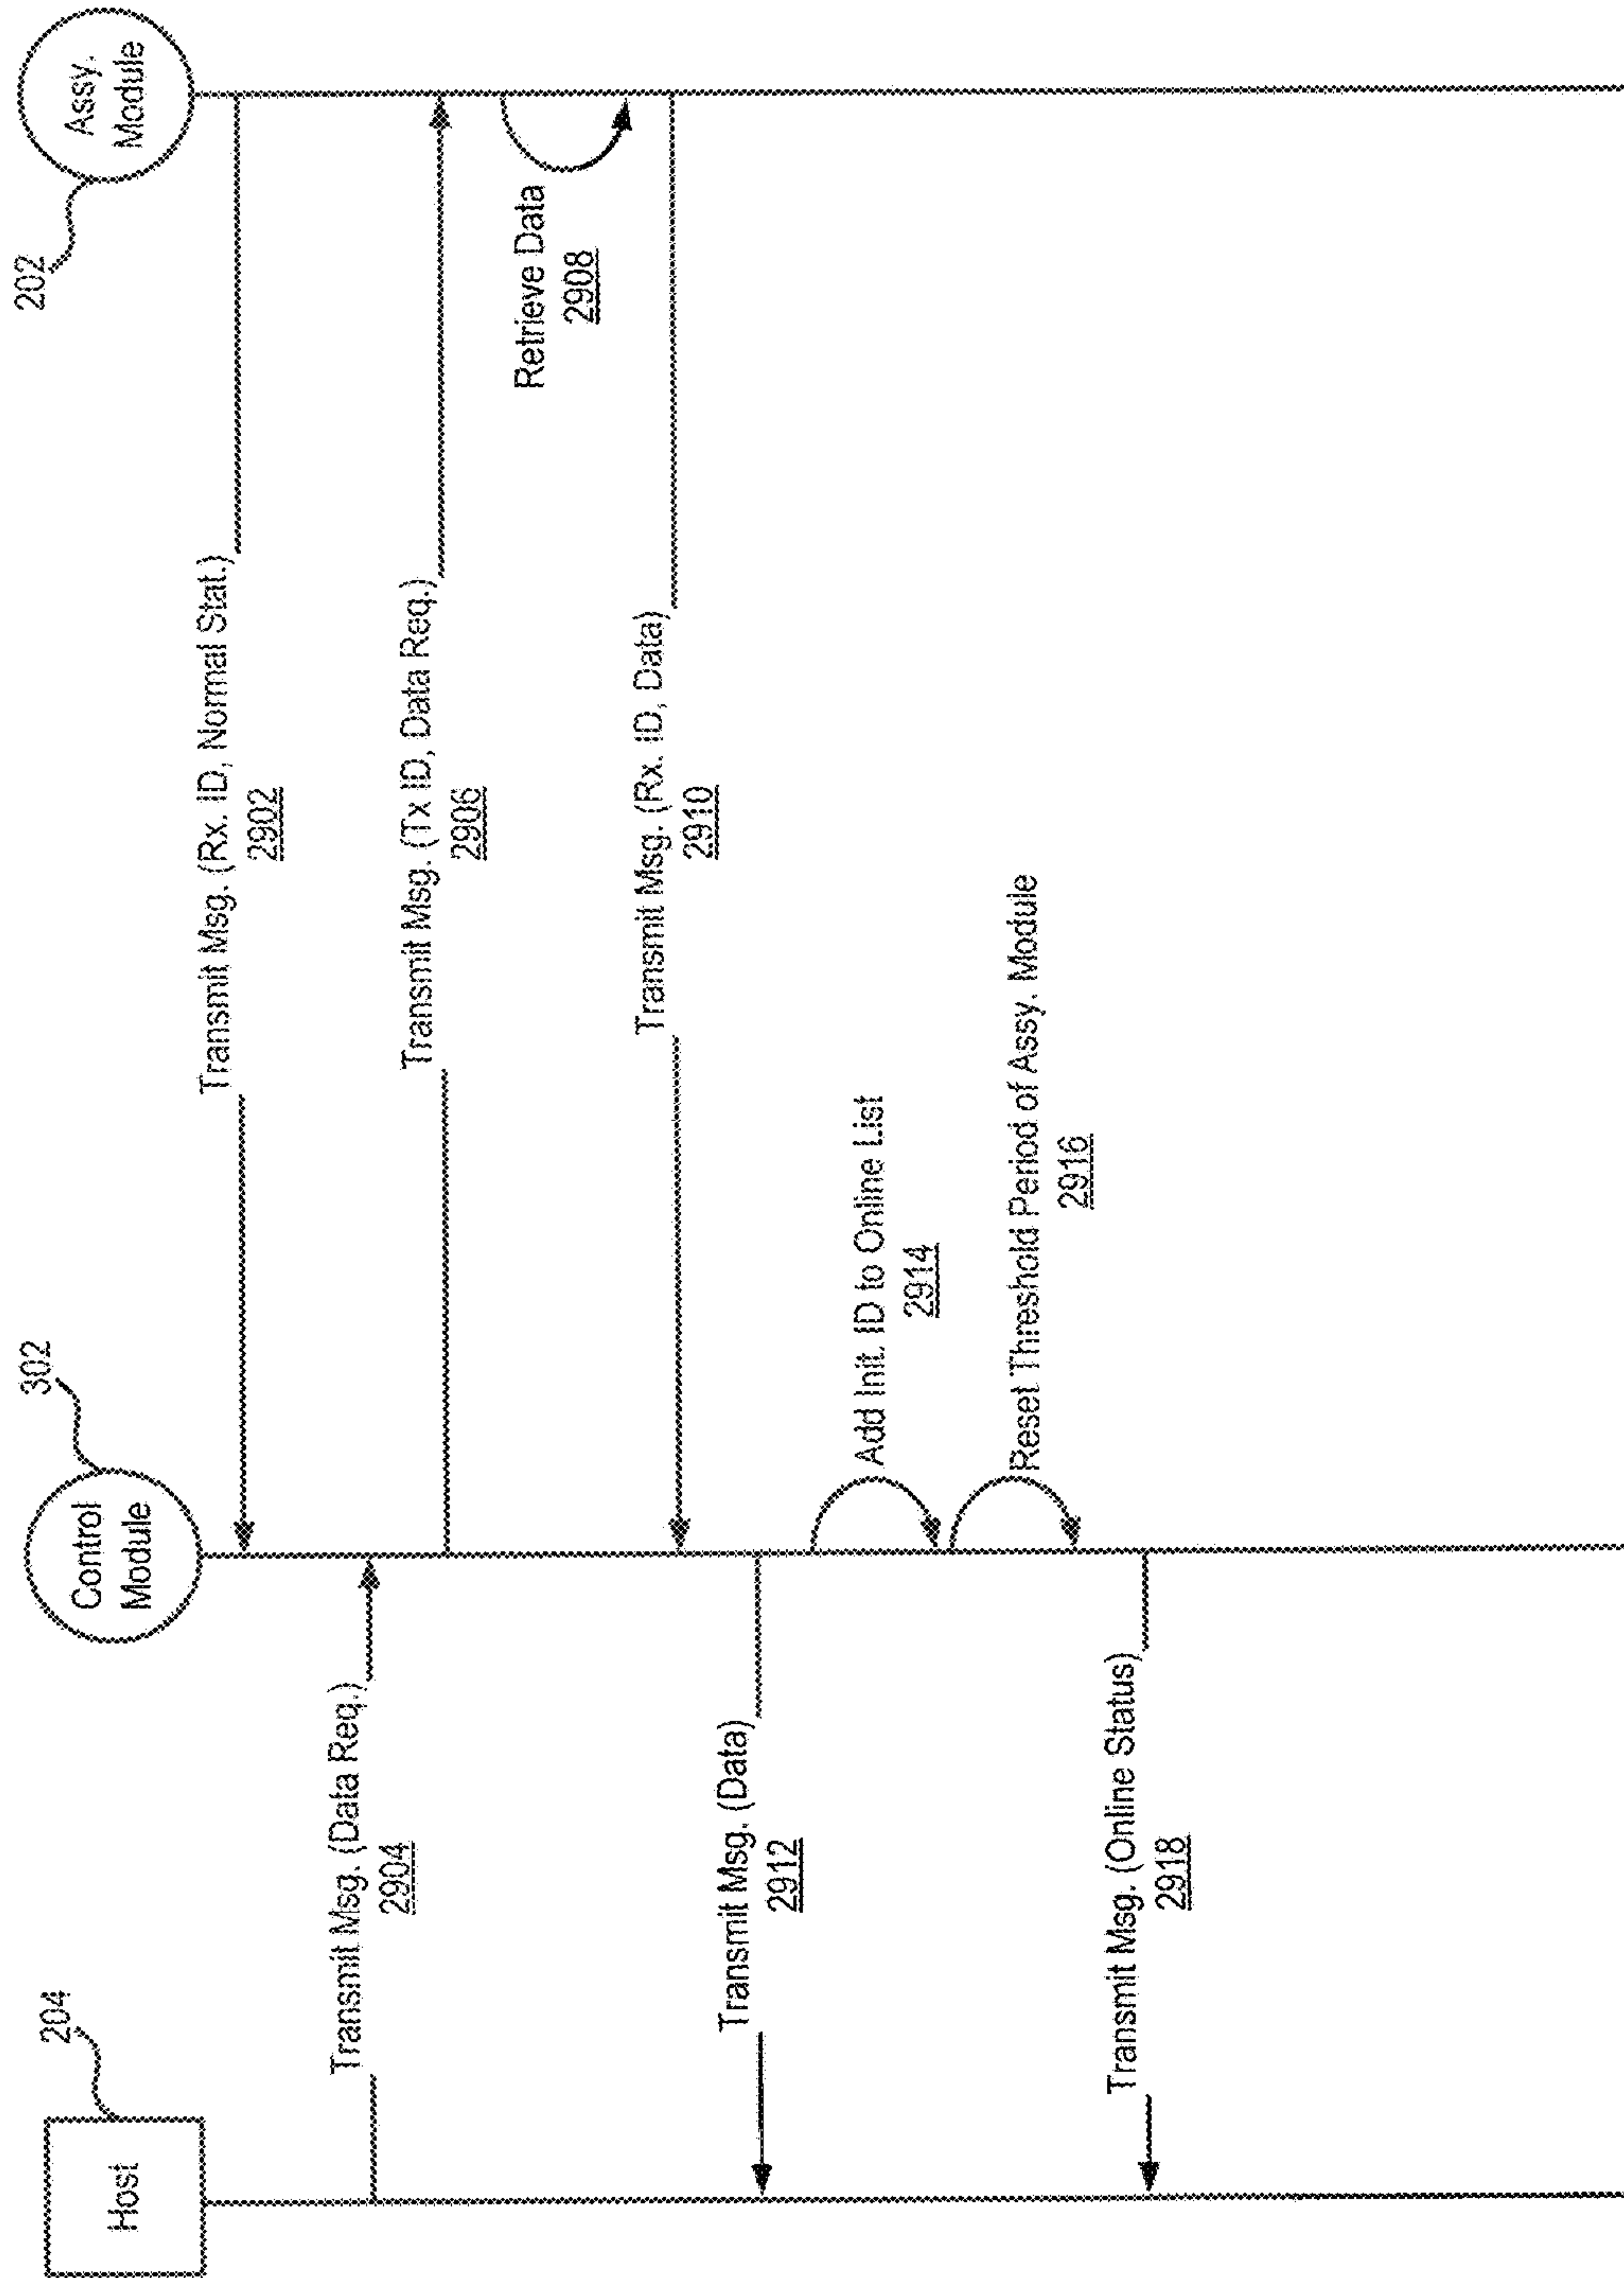 204
Host
302
Control
Module
202
Assy.
Module
Transmit Msg. (Rx. ID, Normal Stat.)
2902
Transmit Msg. (Data Req.)
2904
Transmit Msg. (Tx ID, Data Req.)
2906
Retrieve Data
2908
Transmit Msg. (Rx. ID, Data)
2910
Transmit Msg. (Data)
2912
Add Init. ID to Online List
2914
Reset Threshold Period of Assy. Module
2916
Transmit Msg. (Online Status)
2918